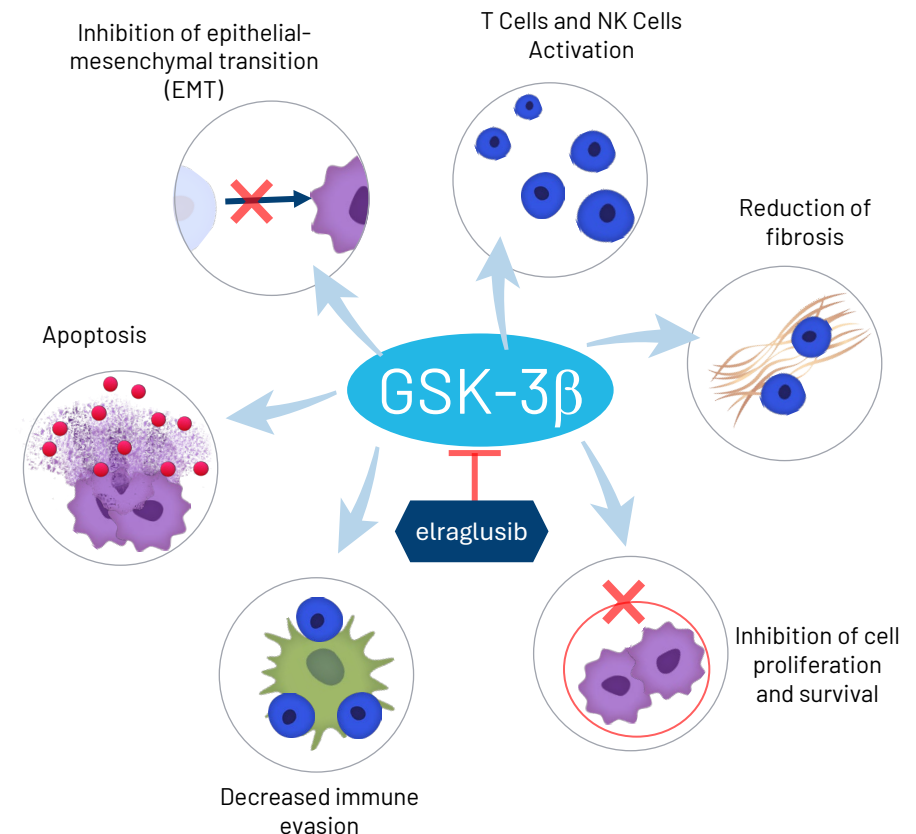 Inhibition of epithelial-
mesenchymal transition
(EMT)
T Cells and NK Cells
Activation
Reduction of
fibrosis
Apoptosis
GSK-3β
elraglusib
Inhibition of cell
proliferation
and survival
Decreased immune
evasion